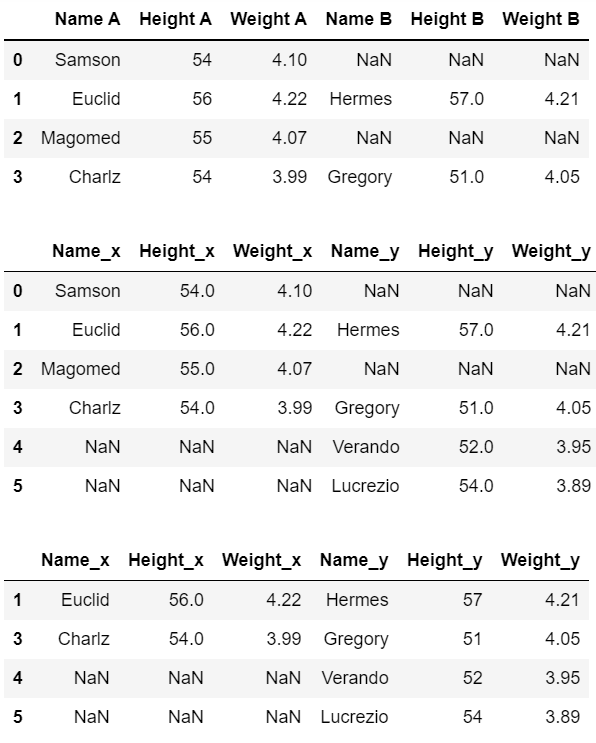 Name A Height A Weight A Name B Height B Weight B
0 Samson 54 4.10 NaN NaN NaN
1 Euclid 56 4.22 Hermes 57.0 4.21
2 Magomed 55 4.07 NaN NaN NaN
3 Charlz 54 3.99 Gregory 51.0 4.05
Name_x Height_x Weight_x Name_y Height_y Weight_y
0 Samson 54.0 4.10 NaN NaN NaN
1 Euclid 56.0 4.22 Hermes 57.0 4.21
2 Magomed 55.0 4.07 NaN NaN NaN
3 Charlz 54.0 3.99 Gregory 51.0 4.05
4 NaN NaN NaN Verando 52.0 3.95
5 NaN NaN NaN Lucrezio 54.0 3.89
Name_x Height_x Weight_x Name_y Height_y Weight_y
1 Euclid 56.0 4.22 Hermes 57 4.21
3 Charlz 54.0 3.99 Gregory 51 4.05
4 NaN NaN NaN Verando 52 3.95
5 NaN NaN NaN Lucrezio 54 3.89